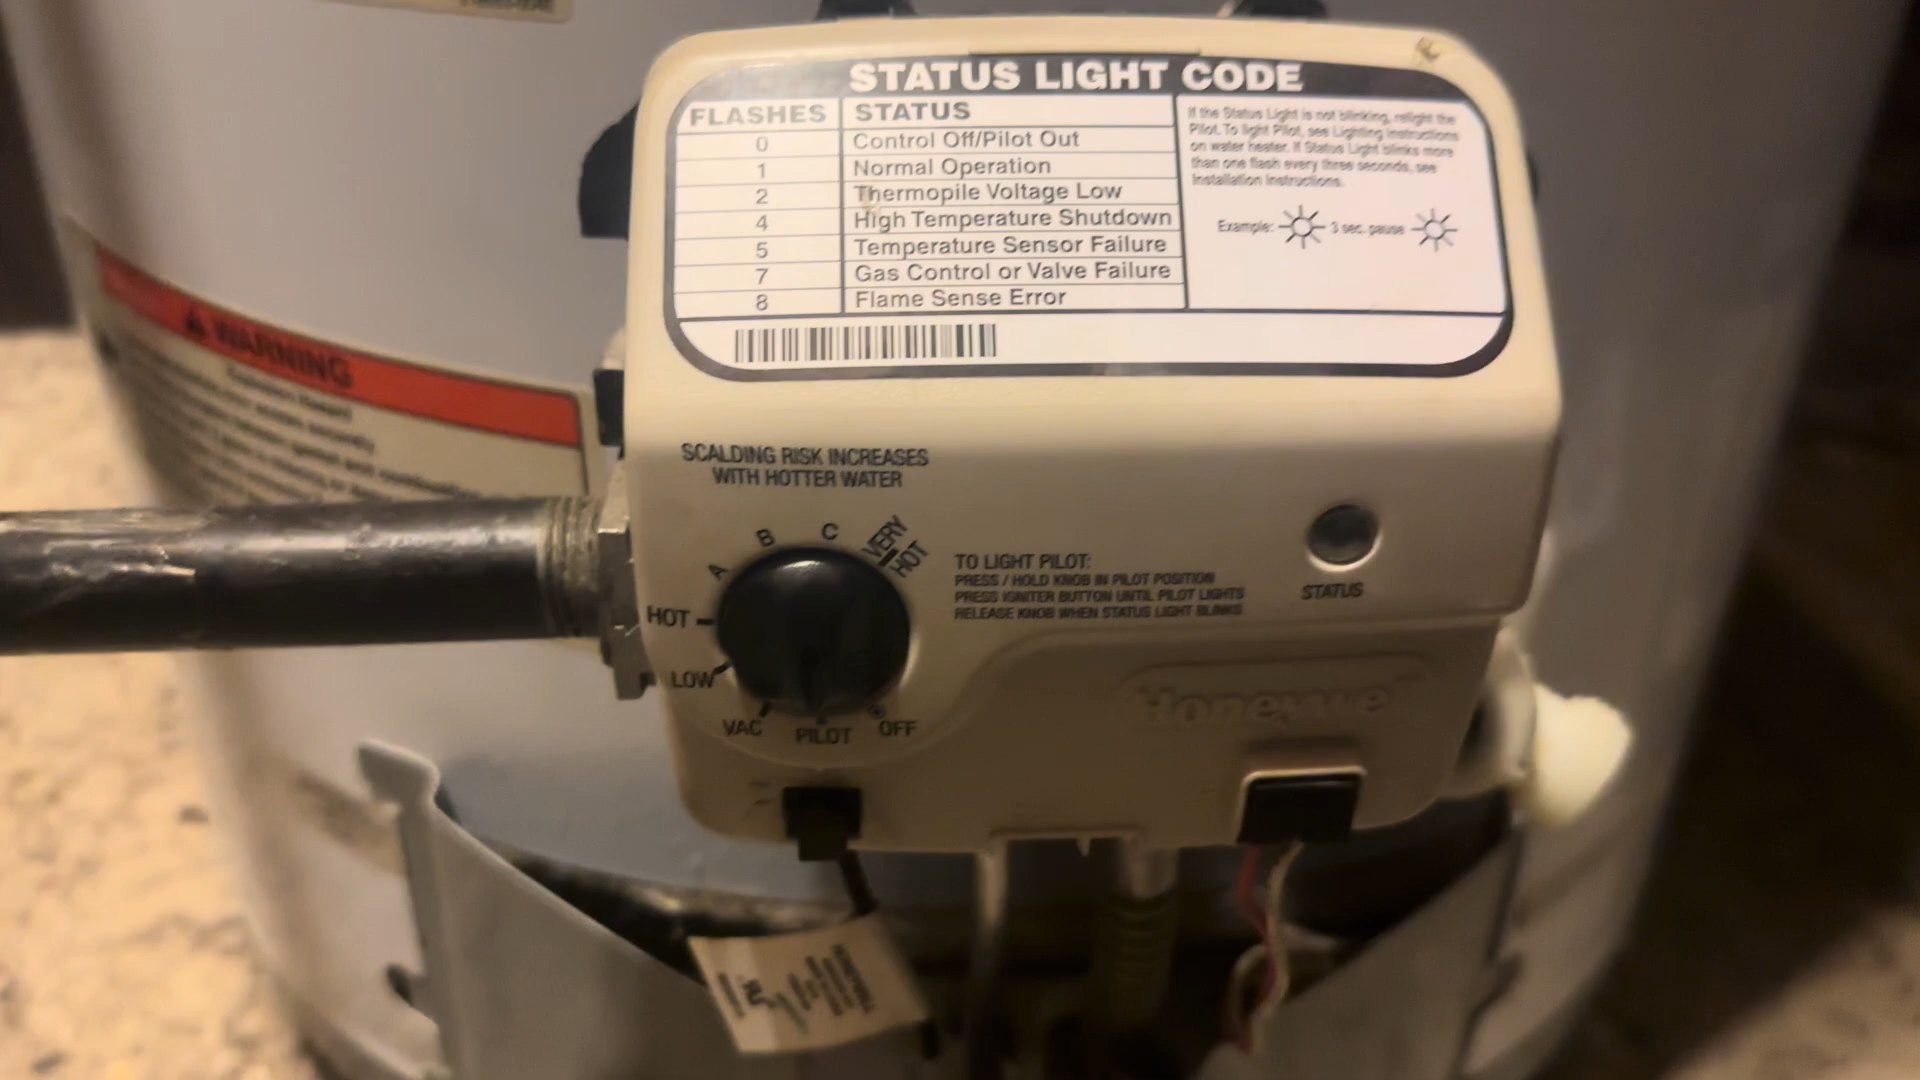 STATUS LIGHT CODE
FLASHES STATUS
0 Control Off/Pilot Out
1 Normal Operation
2 Thermopile Voltage Low
4 High Temperature Shutdown
5 Temperature Sensor Failure
7 Gas Control or Valve Failure
8 Flame Sense Error
If the Status Light is not blinking, relight the
Pilot. To light Pilot, see Lighting Instructions
on water heater. If Status Light blinks more
than one flash every three seconds, see
Installation Instructions.
Example: 3 sec. pause
WARNING
SCALDING RISK INCREASES
WITH HOTTER WATER
A
B
C
VERY
HOT
HOT
LOW
VAC
PILOT
OFF
TO LIGHT PILOT:
PRESS / HOLD KNOB IN PILOT POSITION
PRESS IGNITER BUTTON UNTIL PILOT LIGHTS
RELEASE KNOB WHEN STATUS LIGHT BLINKS
STATUS
Honeywell